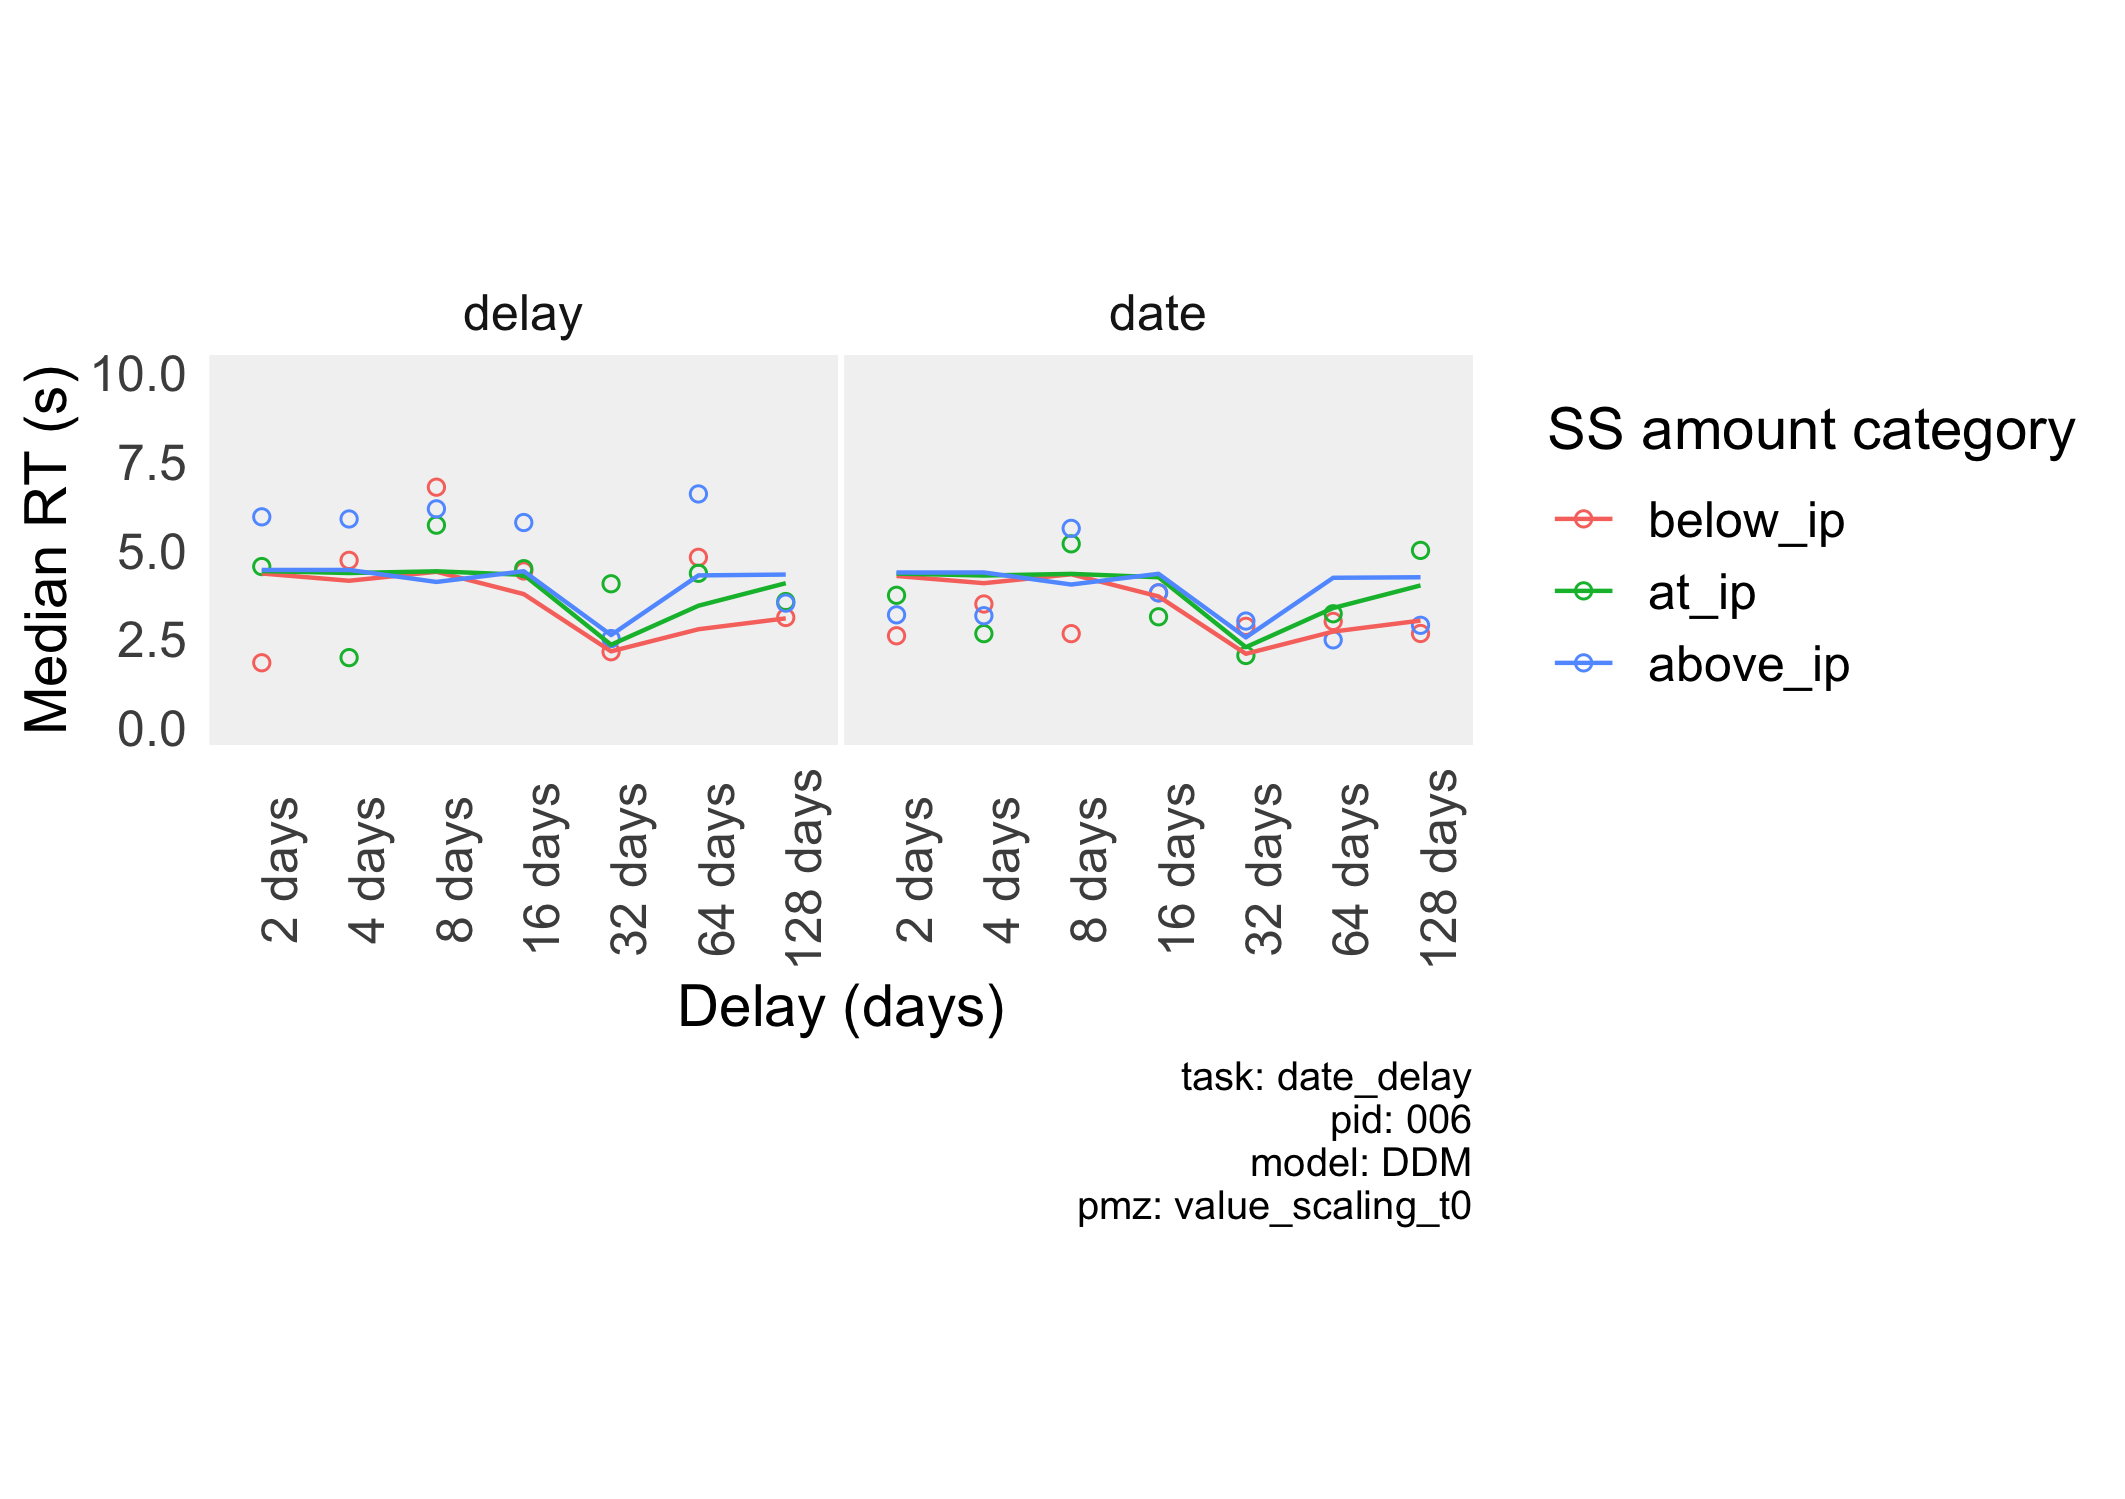 delay
date
Median RT (s)
10.0
7.5
5.0
2.5
0.0
2 days
4 days
8 days
16 days
32 days
64 days
128 days
2 days
4 days
8 days
16 days
32 days
64 days
128 days
Delay (days)
SS amount category
below_ip
at_ip
above_ip
task: date_delay
pid: 006
model: DDM
pmz: value_scaling_t0